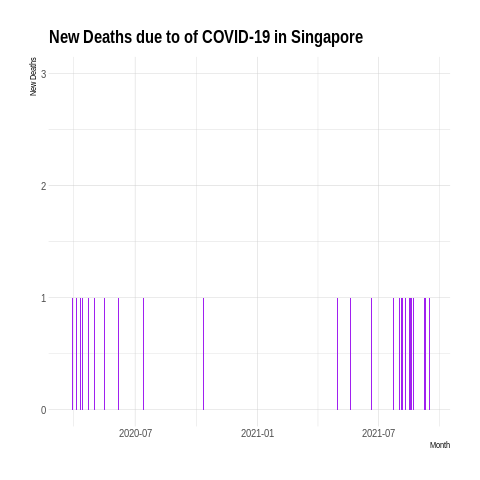 New Deaths due to of COVID-19 in Singapore
New Deaths
3
2
1
0
2020-07
2021-01
2021-07
Month